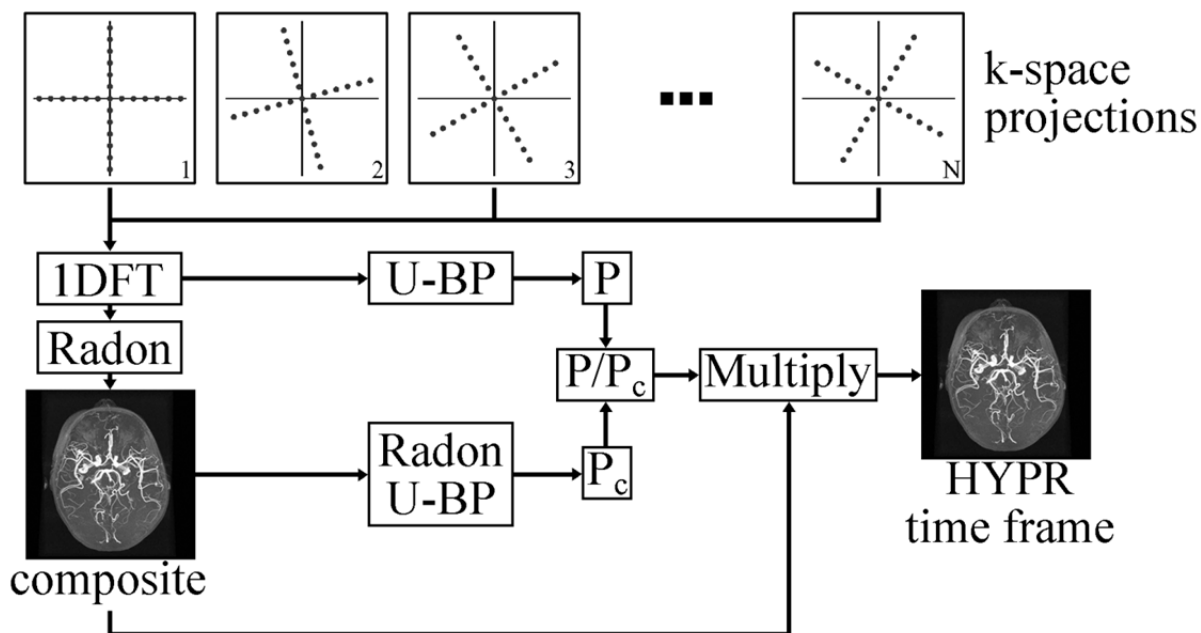 1
2
3
N
k-space
projections
1DFT
U-BP
P
Radon
P/Pc
Multiply
Radon
U-BP
Pc
HYPR
time frame
composite